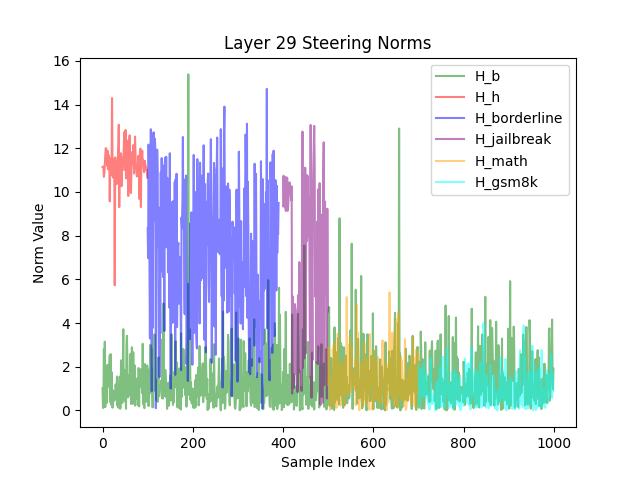 Layer 29 Steering Norms
16
14
12
10
8
6
4
2
0
Norm Value
0
200
400
600
800
1000
Sample Index
H_b
H_h
H_borderline
H_jailbreak
H_math
H_gsm8k